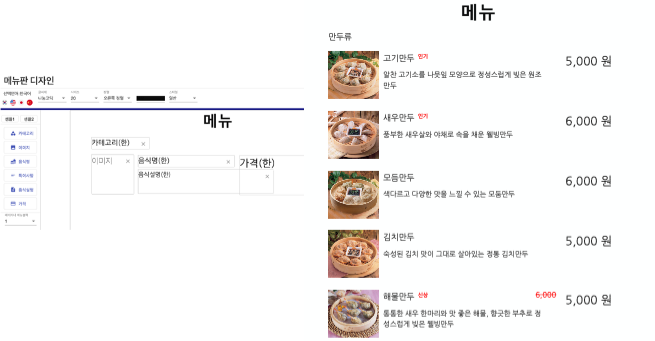 메뉴판 디자인
선택언어:한국어
나눔고딕
20
오른쪽 정렬
일반
샘플1
샘플2
카테고리
이미지
음식명
특이사항
음식설명
가격
1
메뉴
카테고리(한) ×
이미지 ×
음식명(한) ×
가격(한)
음식설명(한)
×
메뉴
만두류
고기만두 인기
5,000 원
알찬 고기소를 나뭇잎 모양으로 정성스럽게 빚은 원조
만두
새우만두 인기
6,000 원
풍부한 새우살와 야채로 속을 채운 웰빙만두
모듬만두
6,000 원
색다르고 다양한 맛을 느낄 수 있는 모둠만두
김치만두
5,000 원
숙성된 김치 맛이 그대로 살아있는 정통 김치만두
해물만두 신상
6,000
5,000 원
통통한 새우 한마리와 맛 좋은 해물, 향긋한 부추로 정
성스럽게 빚은 웰빙만두